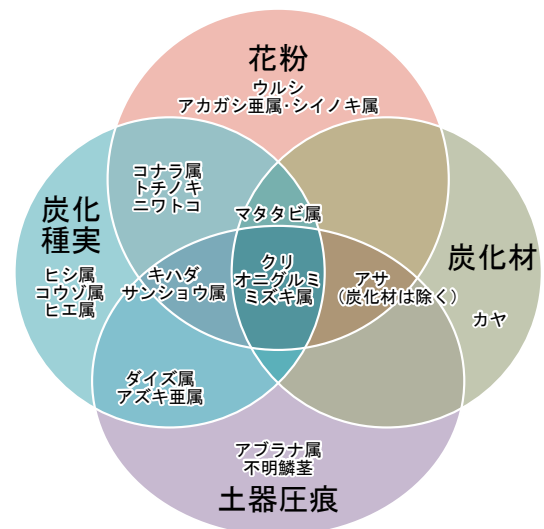 花粉
ウルシ
アカガシ亜属・シイノキ属
コナラ属
トチノキ
ニワトコ
マタタビ属
炭化
種実
ヒシ属
コウゾ属
ヒエ属
キハダ
サンショウ属
クリ
オニグルミ
ミズキ属
アサ
（炭化材は除く）
炭化材
カヤ
ダイズ属
アズキ亜属
アブラナ属
不明鱗茎
土器圧痕